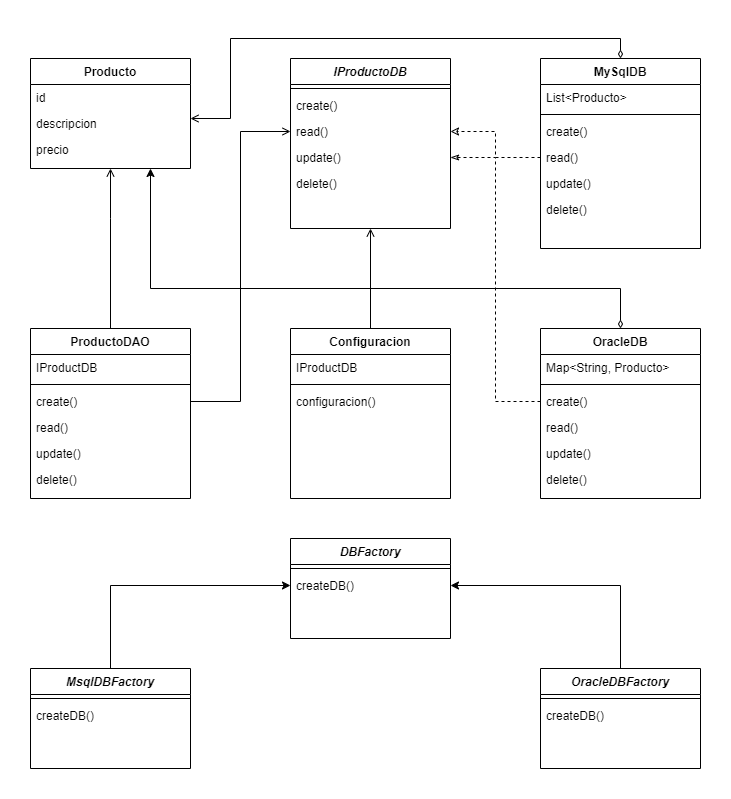 Producto
id
descripcion
precio
IProductoDB
create()
read()
update()
delete()
MySqlDB
List<Producto>
create()
read()
update()
delete()
ProductoDAO
IProductDB
create()
read()
update()
delete()
Configuracion
IProductDB
configuracion()
OracleDB
Map<String, Producto>
create()
read()
update()
delete()
DBFactory
createDB()
MsqlDBFactory
createDB()
OracleDBFactory
createDB()